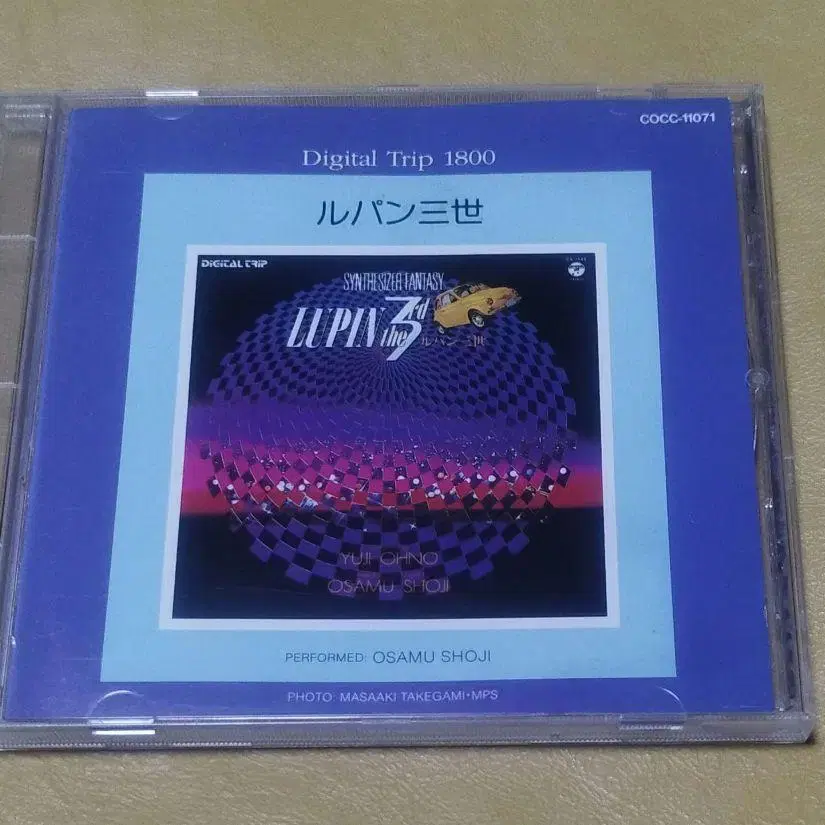 COCC-11071
Digital Trip 1800
ルパン三世
DIGITAL TRIP
SYNTHESIZER FANTASY
LUPIN the 3rd
ルパン三世
YUJI OHNO
OSAMU SHOJI
PERFORMED: OSAMU SHOJI
PHOTO: MASAAKI TAKEGAMI・MPS